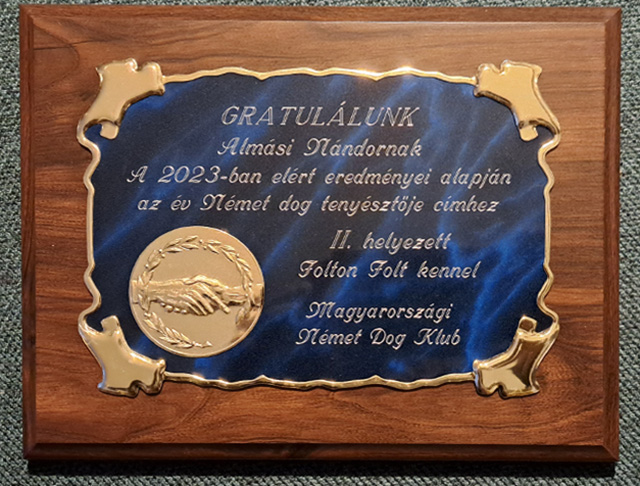 GRATULÁLUNK
Almási Nándornak
A 2023-ban elért eredményei alapján
az év Német dog tenyésztője címhez
II. helyezett
Folton Folt kennel
Magyarországi
Német Dog Klub